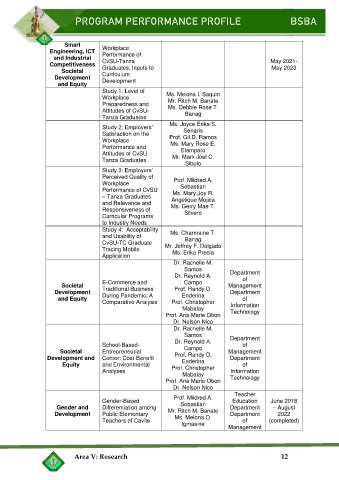 PROGRAM PERFORMANCE PROFILE BSBA
Smart
Engineering, ICT
and Industrial
Competitiveness
Societal
Development
and Equity
Workplace
Performance of
CvSU-Tanza
Graduates: Inputs to
Curriculum
Development
May 2021-
May 2023
Study 1: Level of
Workplace
Preparedness and
Attitudes of CvSU-
Tanza Graduates
Ms. Melona I. Saquin
Mr. Ritch M. Banate
Ms. Debbie Rose T.
Banag
Study 2: Employers'
Satisfaction on the
Workplace
Performance and
Attitudes of CvSU -
Tanza Graduates
Ms. Joyce Erika S.
Senaris
Prof. Gil D. Ramos
Ms. Mary Rose E.
Elamparo
Mr. Mark Joel C.
Sibulo
Study 3: Employers'
Perceived Quality of
Workplace
Performance of CvSU
– Tanza Graduates
and Relevance and
Responsiveness of
Curricular Programs
to Industry Needs
Prof. Mildred A.
Sebastian
Ms. Mary Joy R.
Angelique Mojica
Ms. Gerry Mae T.
Silvero
Study 4: Acceptability
and Usability of
CvSU-TC Graduate
Tracing Mobile
Application
Ms. Charmaine T.
Banag
Mr. Jeffrey F. Delgado
Ms. Erika Precia
Societal
Development
and Equity
E-Commerce and
Traditional Business
During Pandemic: A
Comparative Analysis
Dr. Rachelle M.
Santos
Dr. Reynold A.
Campo
Prof. Randy D.
Enderina
Prof. Christopher
Mabalay
Prof. Ana Marie Obon
Dr. Nelson Nico
Department
of
Management
Department
of
Information
Technology
Societal
Development and
Equity
School-Based-
Entrepreneurial
Center: Cost-Benefit
and Environmental
Analyses
Dr. Rachelle M.
Santos
Dr. Reynold A.
Campo
Prof. Randy D.
Enderina
Prof. Christopher
Mabalay
Prof. Ana Marie Obon
Dr. Nelson Nico
Department
of
Management
Department
of
Information
Technology
Gender and
Development
Gender-Based
Differentiation among
Public Elementary
Teachers of Cavite
Prof. Mildred A.
Sebastian
Mr. Ritch M. Banate
Ms. Melona O.
Igmasine
Teacher
Education
Department
Department
of
Management
June 2018
– August
2022
(completed)
Area V: Research 12